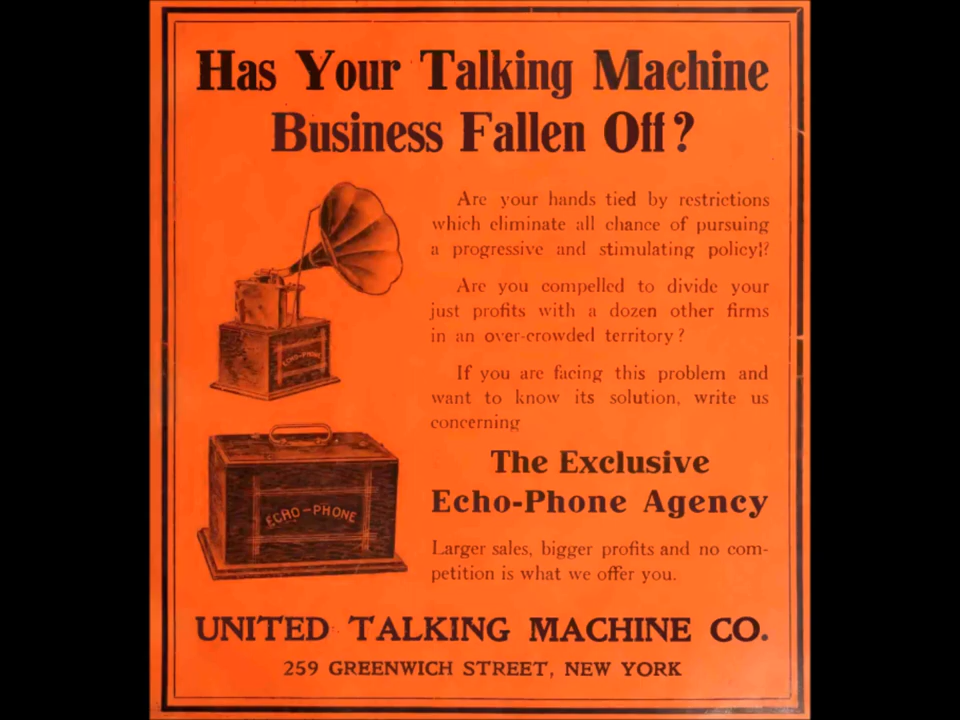 Has Your Talking Machine
Business Fallen Off?
Are your hands tied by restrictions
which eliminate all chance of pursuing
a progressive and stimulating policy?
Are you compelled to divide your
just profits with a dozen other firms
in an over-crowded territory?
If you are facing this problem and
want to know its solution, write us
concerning
The Exclusive
Echo-Phone Agency
Larger sales, bigger profits and no com-
petition is what we offer you.
ECHO-PHONE
ECHO-PHONE
UNITED TALKING MACHINE CO.
259 GREENWICH STREET, NEW YORK